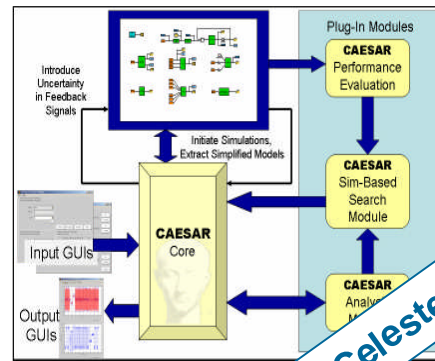 Plug-In Modules
CAESAR
Performance
Evaluation
Introduce
Uncertainty
in Feedback
Signals
Initiate Simulations,
Extract Simplified Models
CAESAR
Sim-Based
Search
Module
CAESAR
Core
Input GUIs
CAESAR
Output
GUIs
Celeste